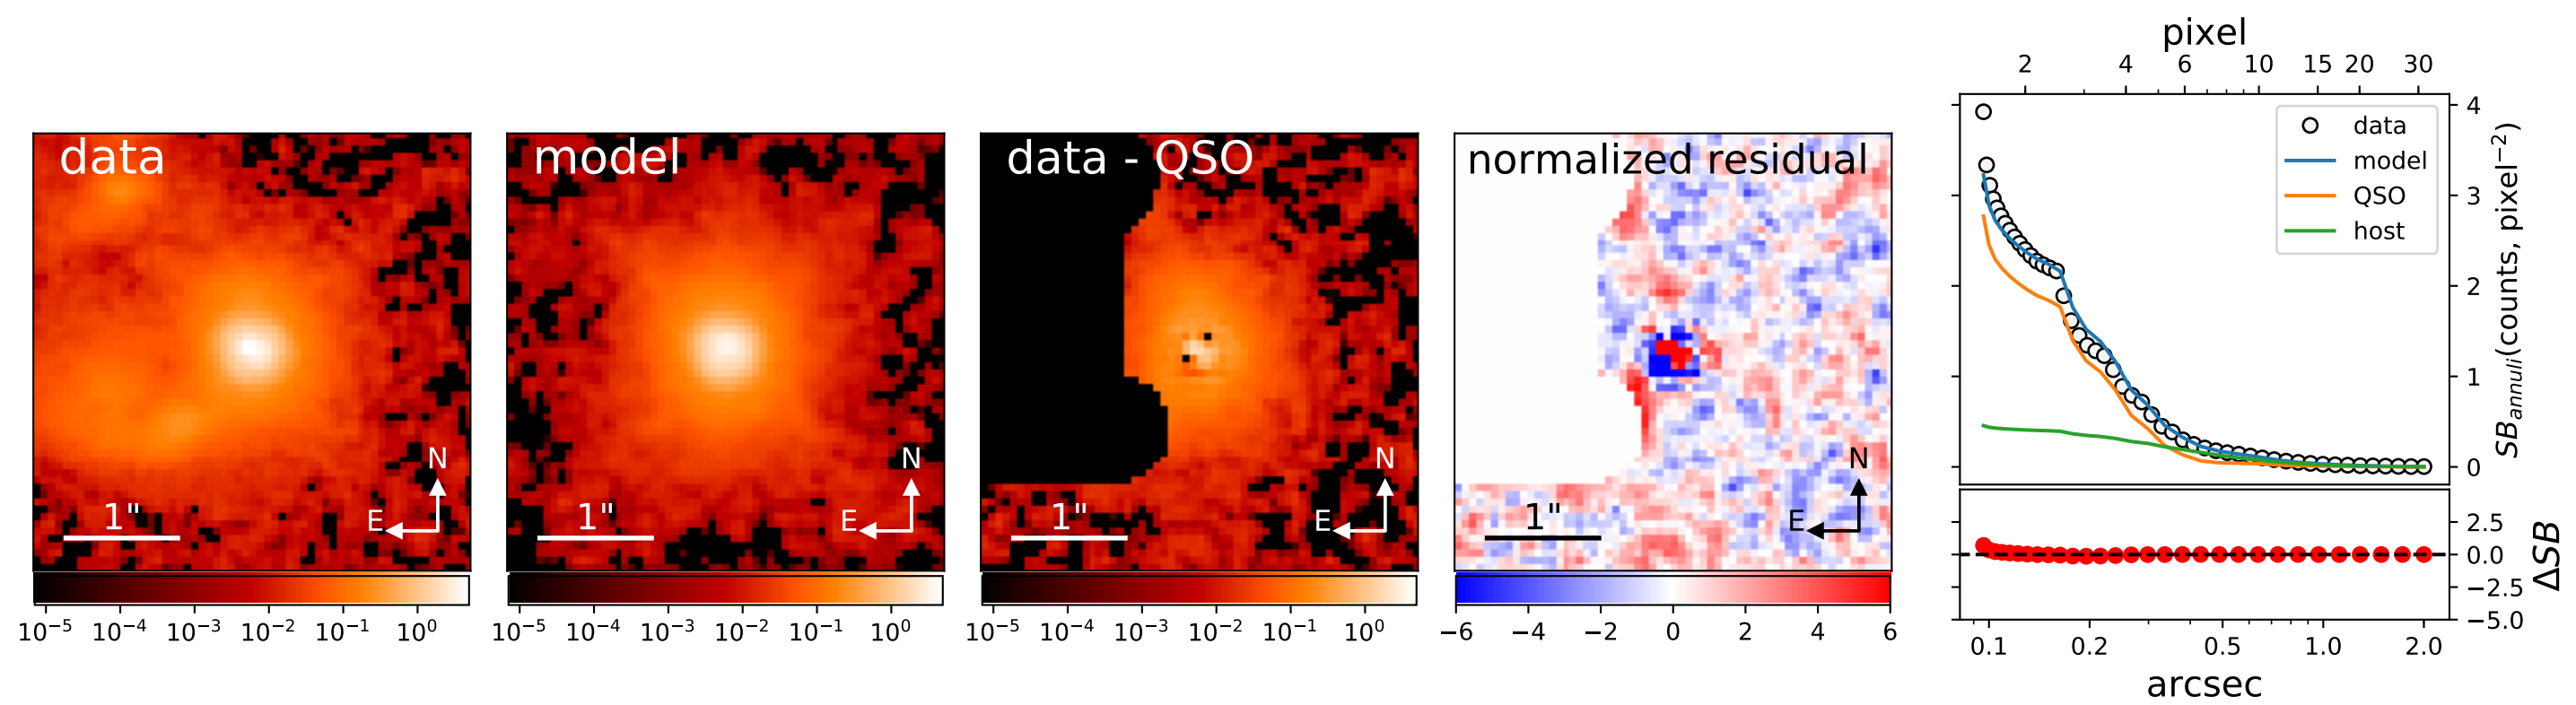 data
N
E
1"
10⁻⁵ 10⁻⁴ 10⁻³ 10⁻² 10⁻¹ 10⁰
model
N
E
1"
10⁻⁵ 10⁻⁴ 10⁻³ 10⁻² 10⁻¹ 10⁰
data - QSO
N
E
1"
10⁻⁵ 10⁻⁴ 10⁻³ 10⁻² 10⁻¹ 10⁰
normalized residual
N
E
1"
−6 −4 −2 0 2 4 6
pixel
2 4 6 10 15 20 30
data
model
QSO
host
4
3
2
1
0
SB_annuli(counts, pixel⁻²)
2.5
0.0
−2.5
−5.0
ΔSB
0.1 0.2 0.5 1.0 2.0
arcsec